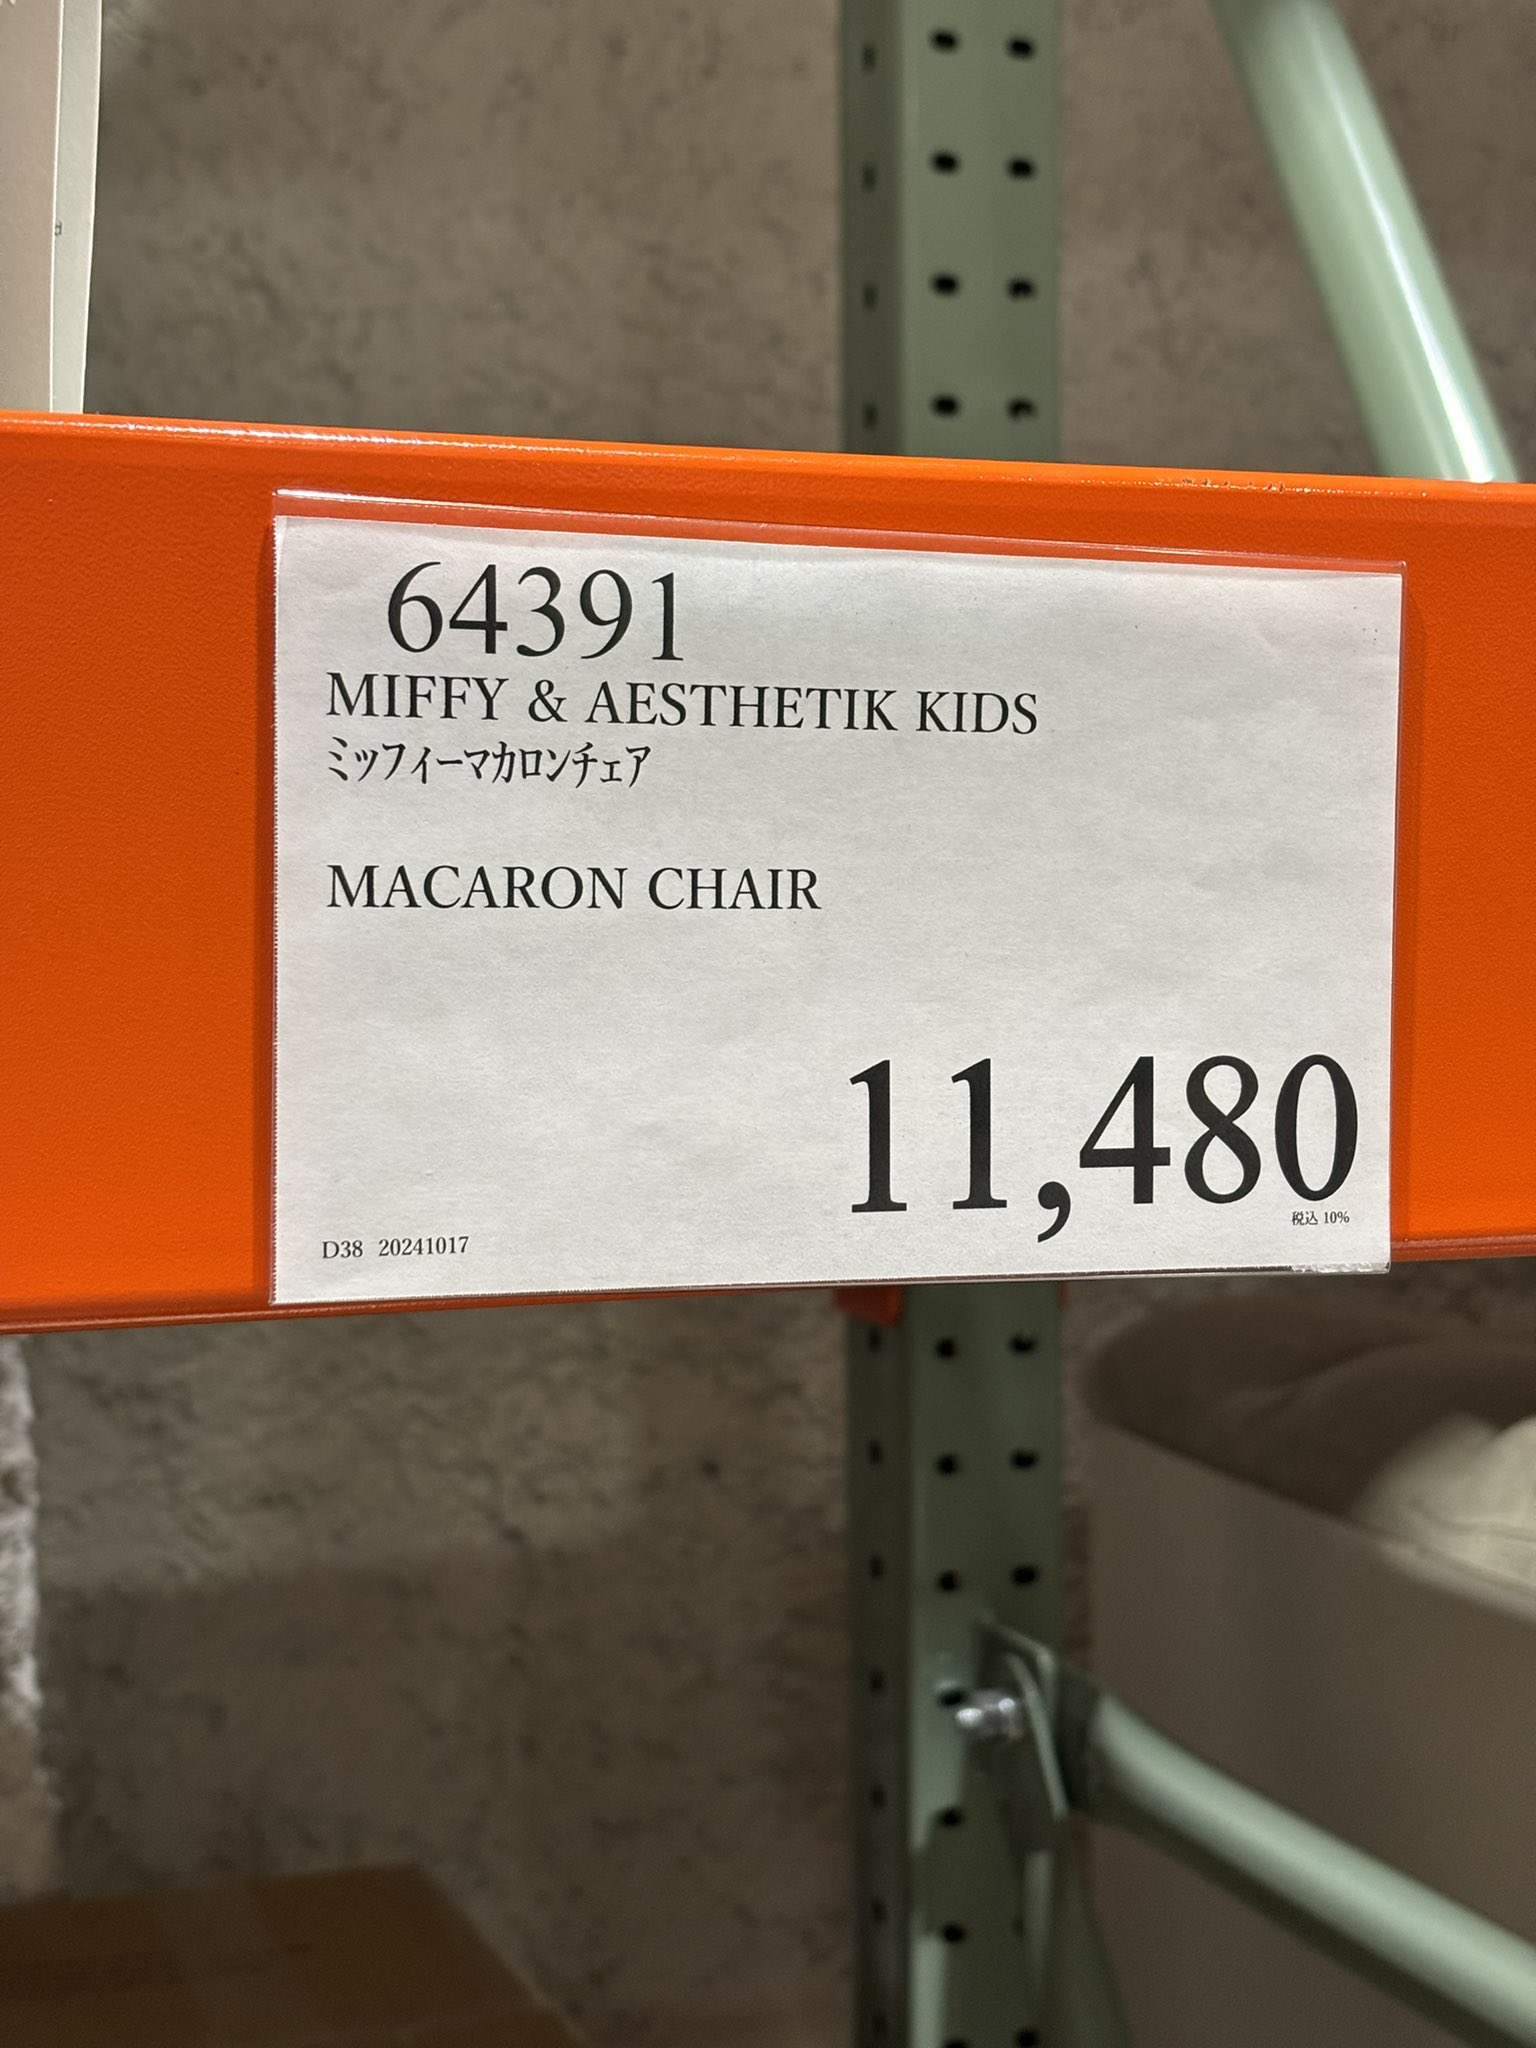 64391
MIFFY & AESTHETIK KIDS
ミッフィーマカロンチェア
MACARON CHAIR
11,480
税込 10%
D38 20241017